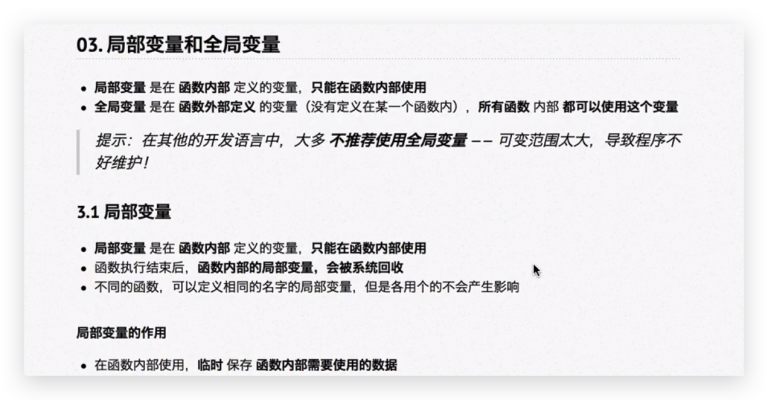 03. 局部变量和全局变量
局部变量 是在 函数内部 定义的变量，只能在函数内部使用
全局变量 是在 函数外部定义 的变量（没有定义在某一个函数内），所有函数 内部 都可以使用这个变量
提示：在其他的开发语言中，大多 不推荐使用全局变量 —— 可变范围太大，导致程序不
好维护！
3.1 局部变量
局部变量 是在 函数内部 定义的变量，只能在函数内部使用
函数执行结束后，函数内部的局部变量，会被系统回收
不同的函数，可以定义相同的名字的局部变量，但是各用个的不会产生影响
局部变量的作用
在函数内部使用，临时 保存 函数内部需要使用的数据